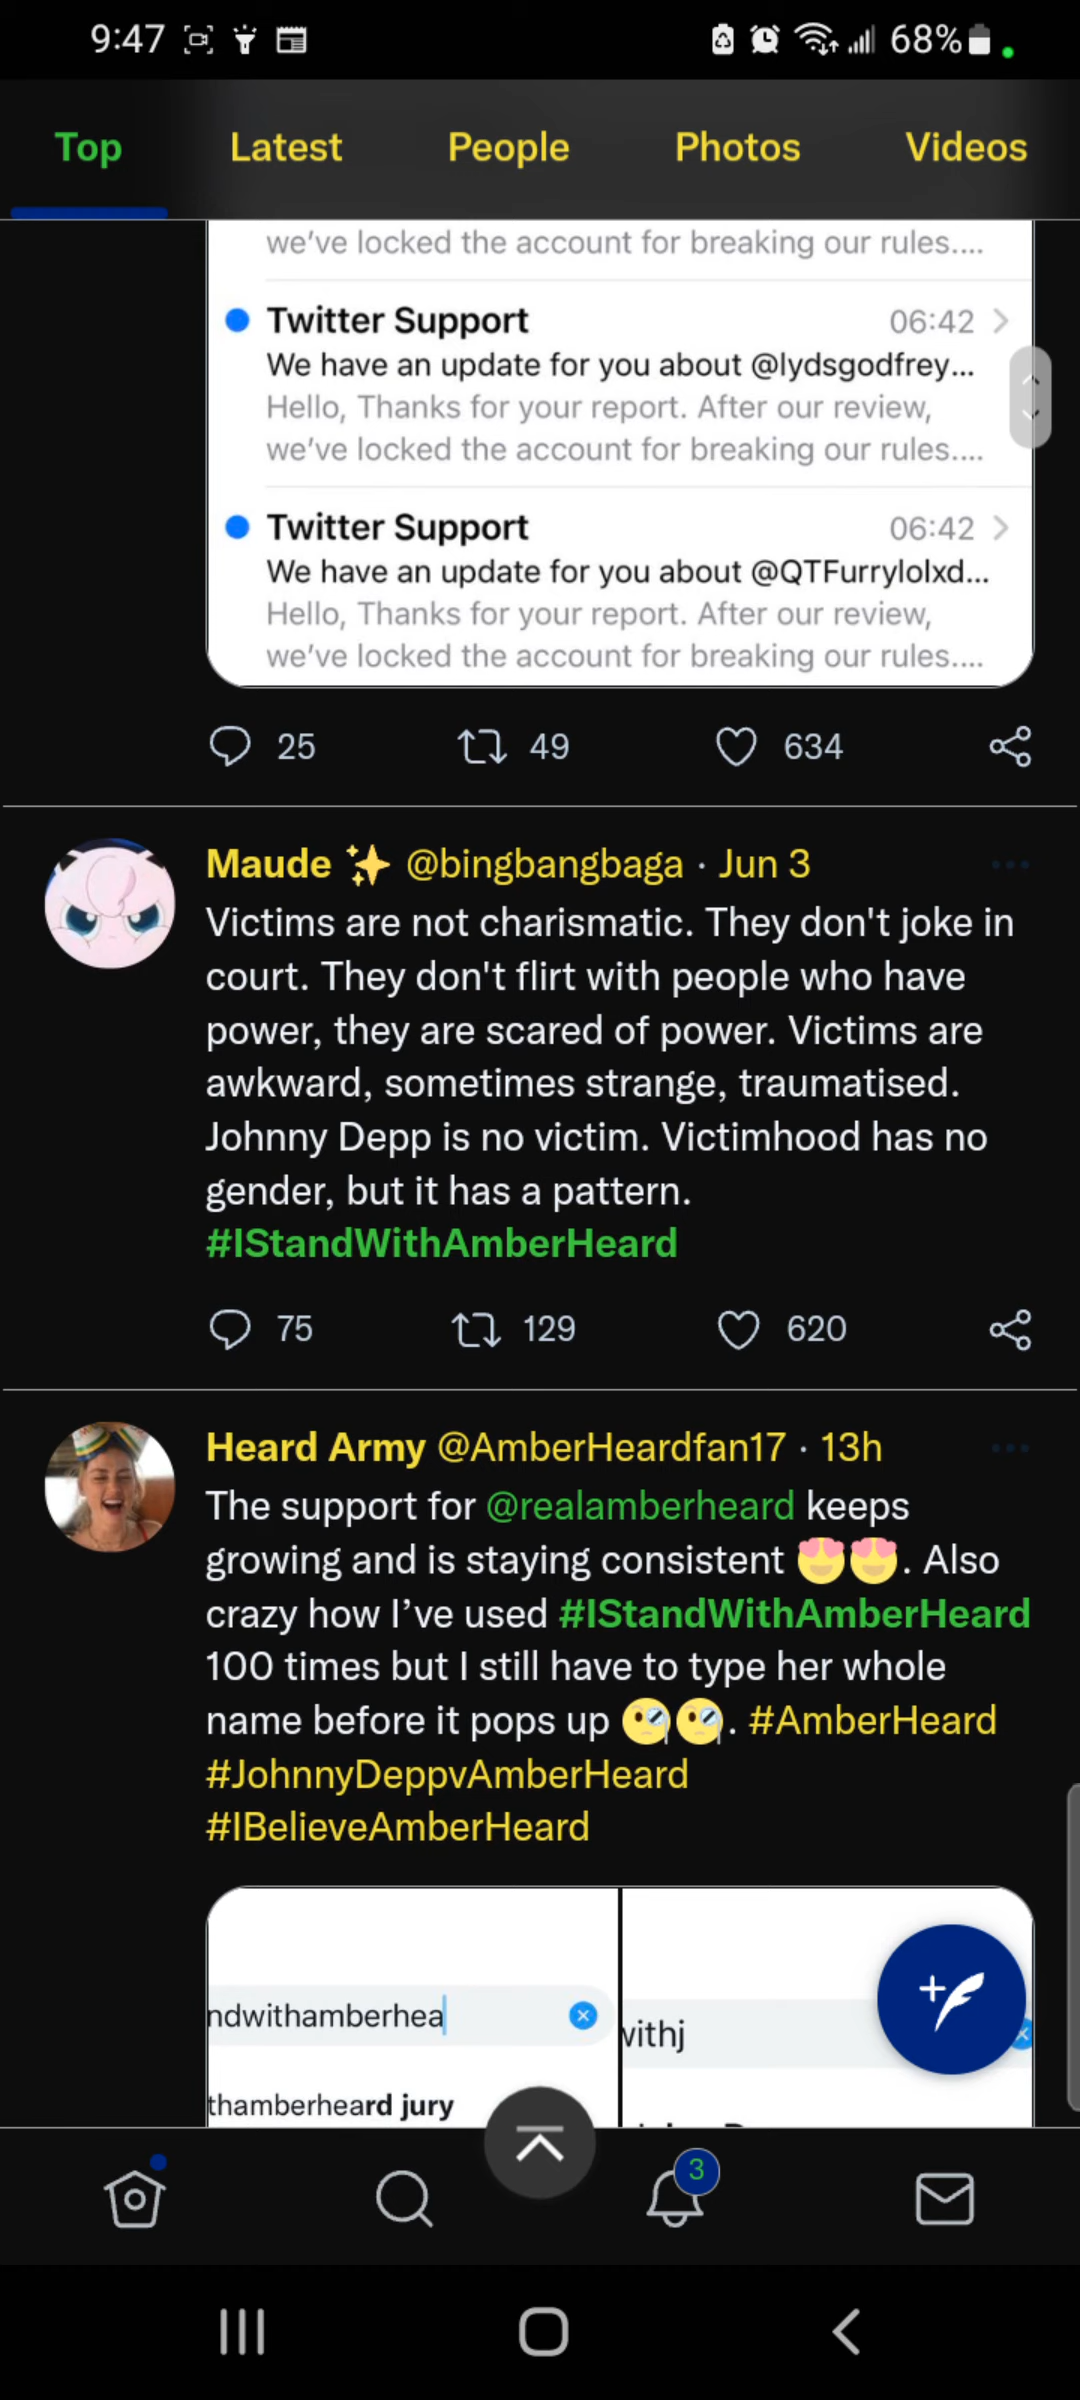 9:47
68%
Top Latest People Photos Videos
we've locked the account for breaking our rules....
Twitter Support 06:42
We have an update for you about @lydsgodfrey...
Hello, Thanks for your report. After our review,
we've locked the account for breaking our rules....
Twitter Support 06:42
We have an update for you about @QTFurrylolxd...
Hello, Thanks for your report. After our review,
we've locked the account for breaking our rules....
25 49 634
Maude ✨ @bingbangbaga · Jun 3
Victims are not charismatic. They don't joke in
court. They don't flirt with people who have
power, they are scared of power. Victims are
awkward, sometimes strange, traumatised.
Johnny Depp is no victim. Victimhood has no
gender, but it has a pattern.
#IStandWithAmberHeard
75 129 620
Heard Army @AmberHeardfan17 · 13h
The support for @realamberheard keeps
growing and is staying consistent 😍😍. Also
crazy how I’ve used #IStandWithAmberHeard
100 times but I still have to type her whole
name before it pops up 🧐🧐. #AmberHeard
#JohnnyDeppvAmberHeard
#IBelieveAmberHeard
ndwithamberhea
withj
thamberheard jury
3